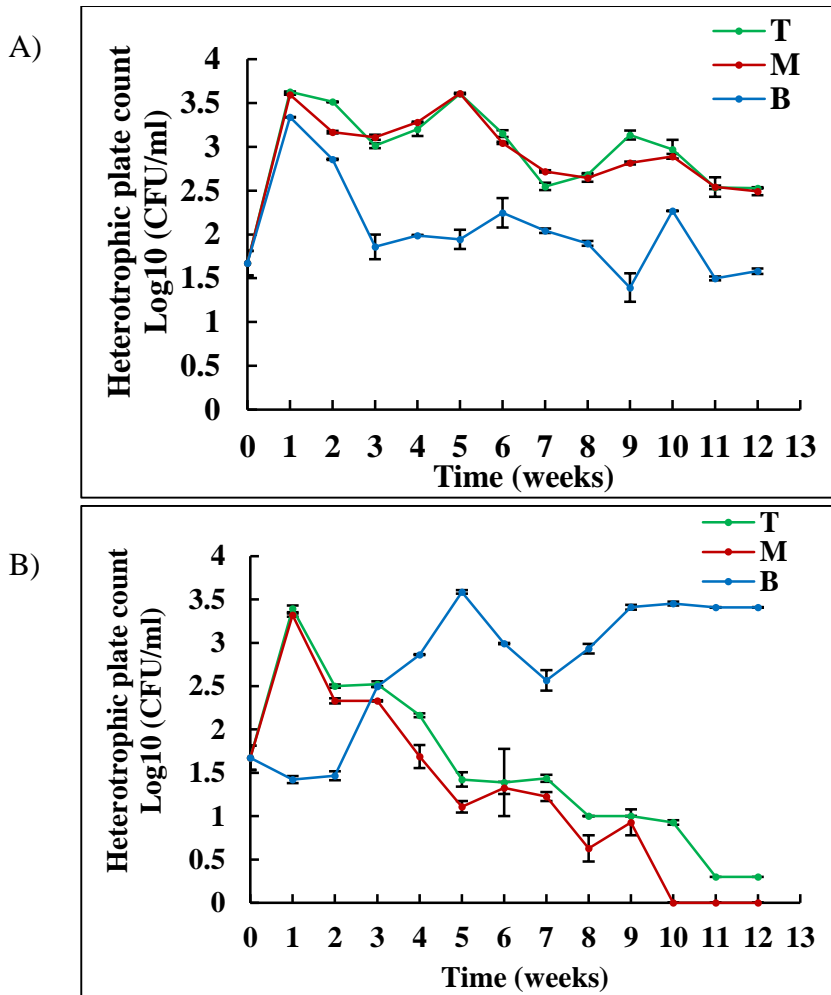 A)
Heterotrophic plate count
Log10 (CFU/ml)
4
3.5
3
2.5
2
1.5
1
0.5
0
0 1 2 3 4 5 6 7 8 9 10 11 12 13
Time (weeks)
T
M
B
B)
Heterotrophic plate count
Log10 (CFU/ml)
4
3.5
3
2.5
2
1.5
1
0.5
0
0 1 2 3 4 5 6 7 8 9 10 11 12 13
Time (weeks)
T
M
B